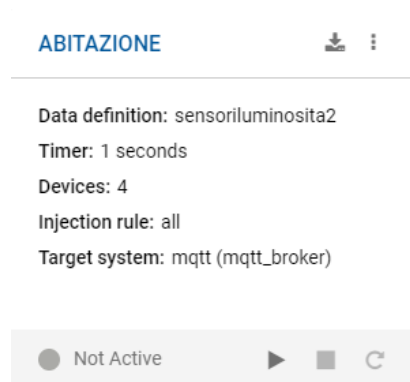 ABITAZIONE
Data definition: sensoriluminosita2
Timer: 1 seconds
Devices: 4
Injection rule: all
Target system: mqtt (mqtt_broker)
Not Active